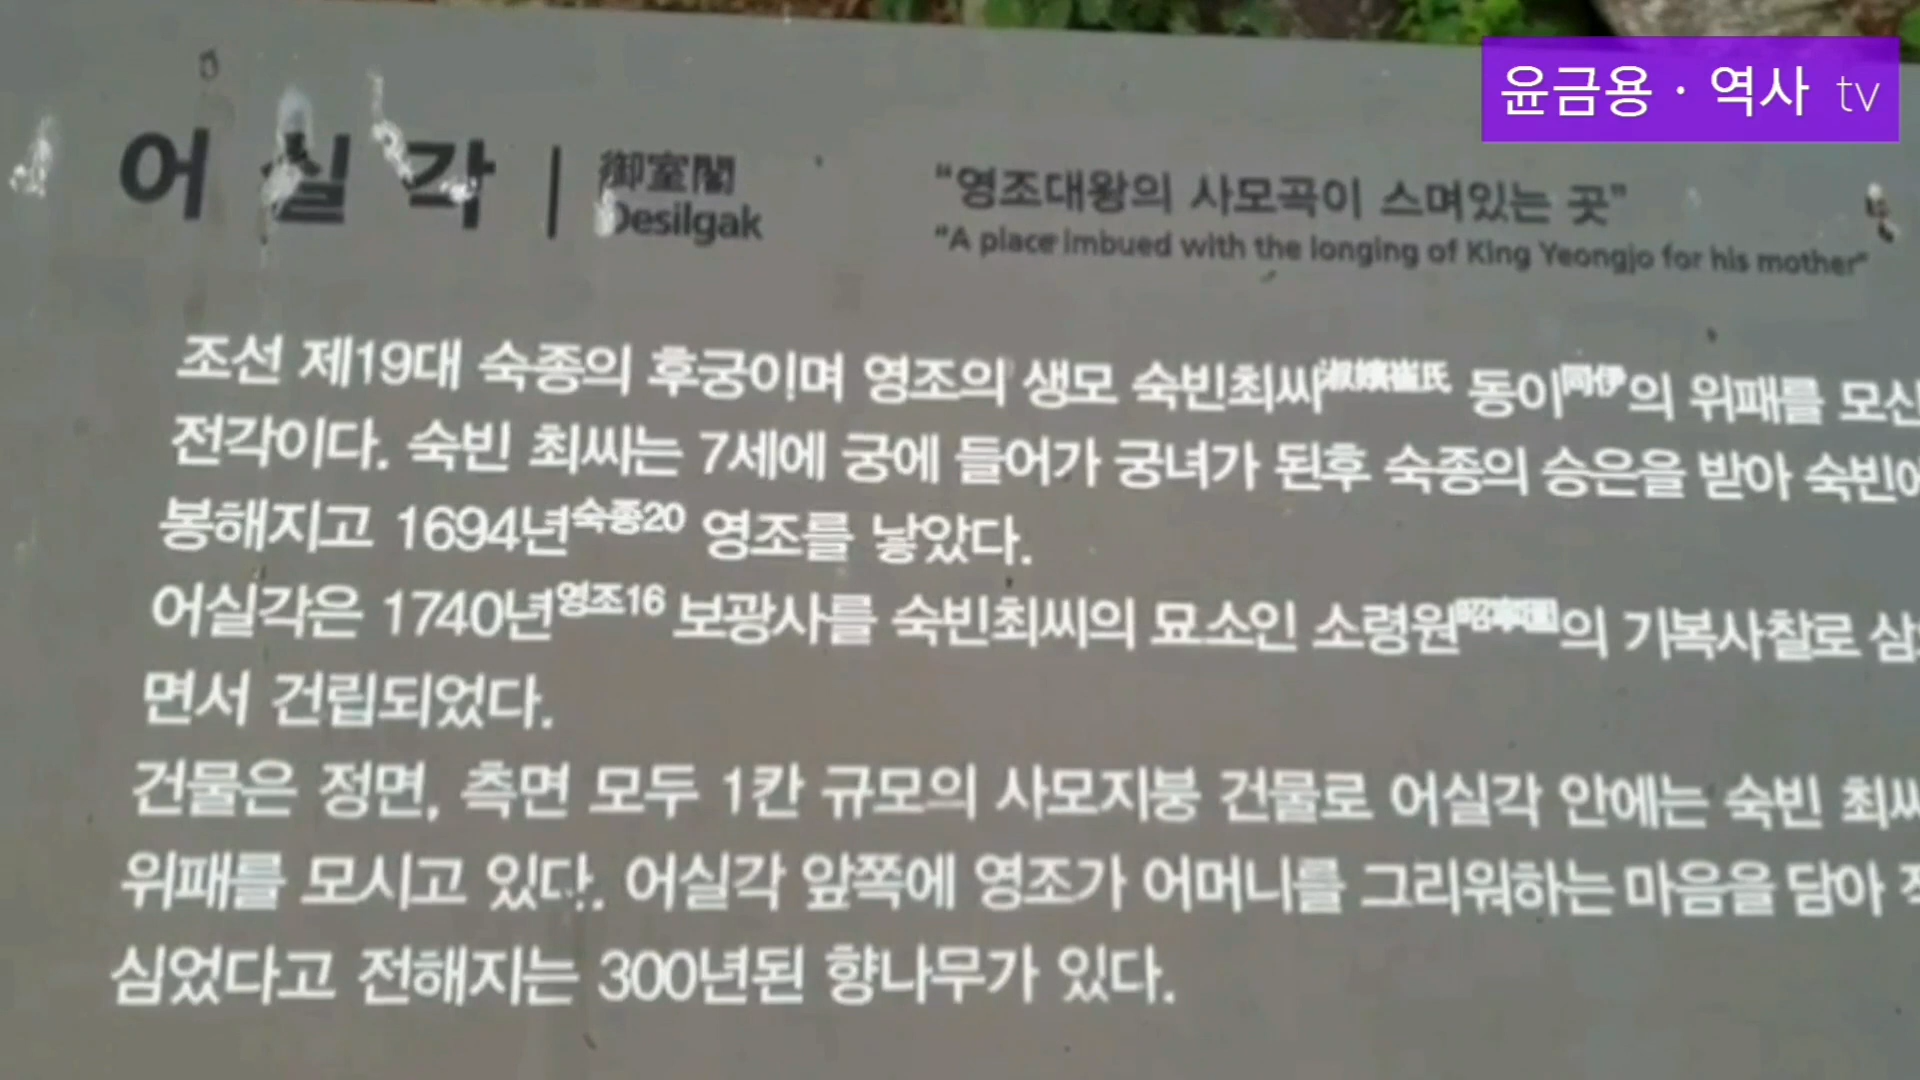 어실각 | 御室閣
Oesilgak
"영조대왕의 사모곡이 스며있는 곳"
"A place imbued with the longing of King Yeongjo for his mother"
윤금용 · 역사 tv
조선 제19대 숙종의 후궁이며 영조의 생모 숙빈최씨淑嬪崔氏 동이同伊의 위패를 모신
전각이다. 숙빈 최씨는 7세에 궁에 들어가 궁녀가 된후 숙종의 승은을 받아 숙빈에
봉해지고 1694년숙종20 영조를 낳았다.
어실각은 1740년영조16 보광사를 숙빈최씨의 묘소인 소령원昭寧園의 기복사찰로
면서 건립되었다.
건물은 정면, 측면 모두 1칸 규모의 사모지붕 건물로 어실각 안에는 숙빈 최씨
위패를 모시고 있다. 어실각 앞쪽에 영조가 어머니를 그리워하는 마음을 담아
심었다고 전해지는 300년된 향나무가 있다.